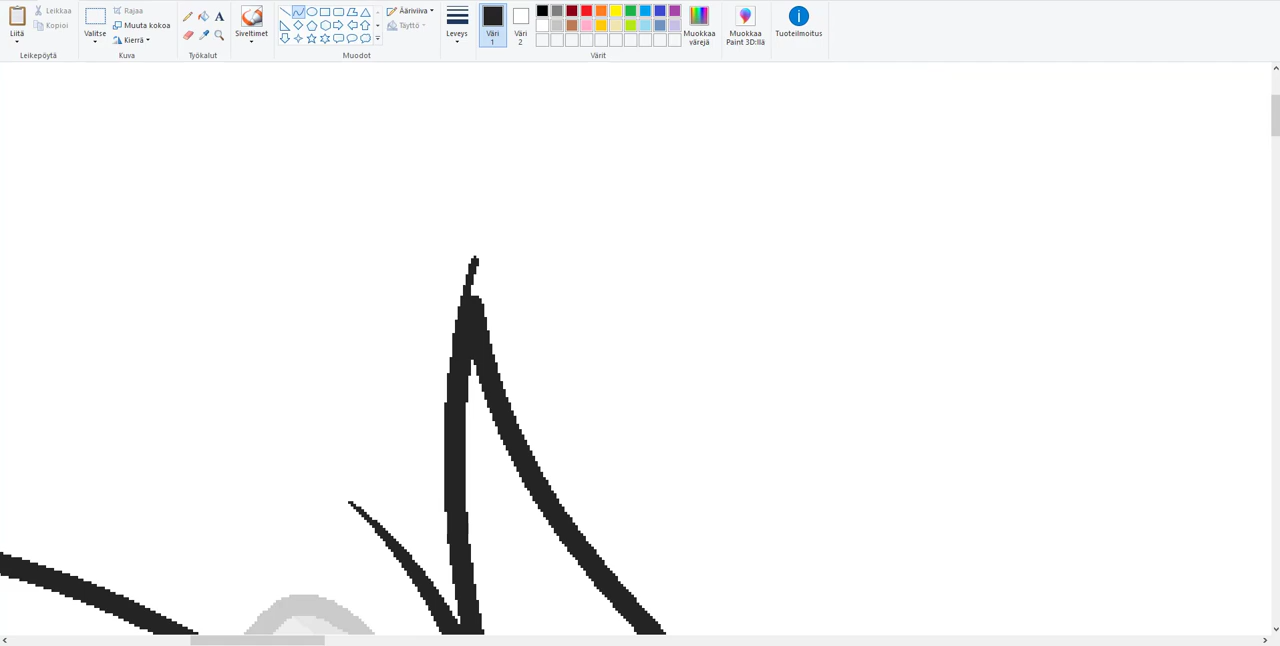 Liitä
Leikkaa
Kopioi
Leikepöytä
Valitse
Rajaa
Muuta kokoa
Kierrä
Kuva
A
Työkalut
Siveltimet
Ääriviiva
Täyttö
Muodot
Leveys
Väri
1
Väri
2
Muokkaa
värejä
Värit
Muokkaa
Paint 3D:llä
Tuoteilmoitus